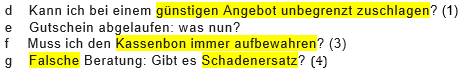 d Kann ich bei einem günstigen Angebot unbegrenzt zuschlagen? (1)
e Gutschein abgelaufen: was nun?
f Muss ich den Kassenbon immer aufbewahren? (3)
g Falsche Beratung: Gibt es Schadenersatz? (4)